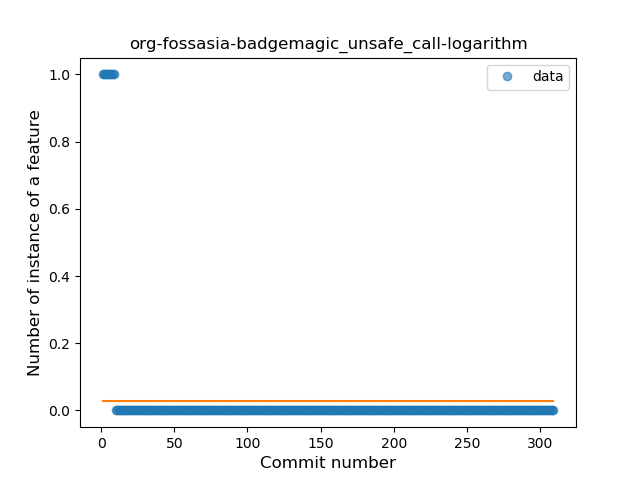 org-fossasia-badgemagic_unsafe_call-logarithm
data
Number of instance of a feature
1.0
0.8
0.6
0.4
0.2
0.0
0 50 100 150 200 250 300
Commit number